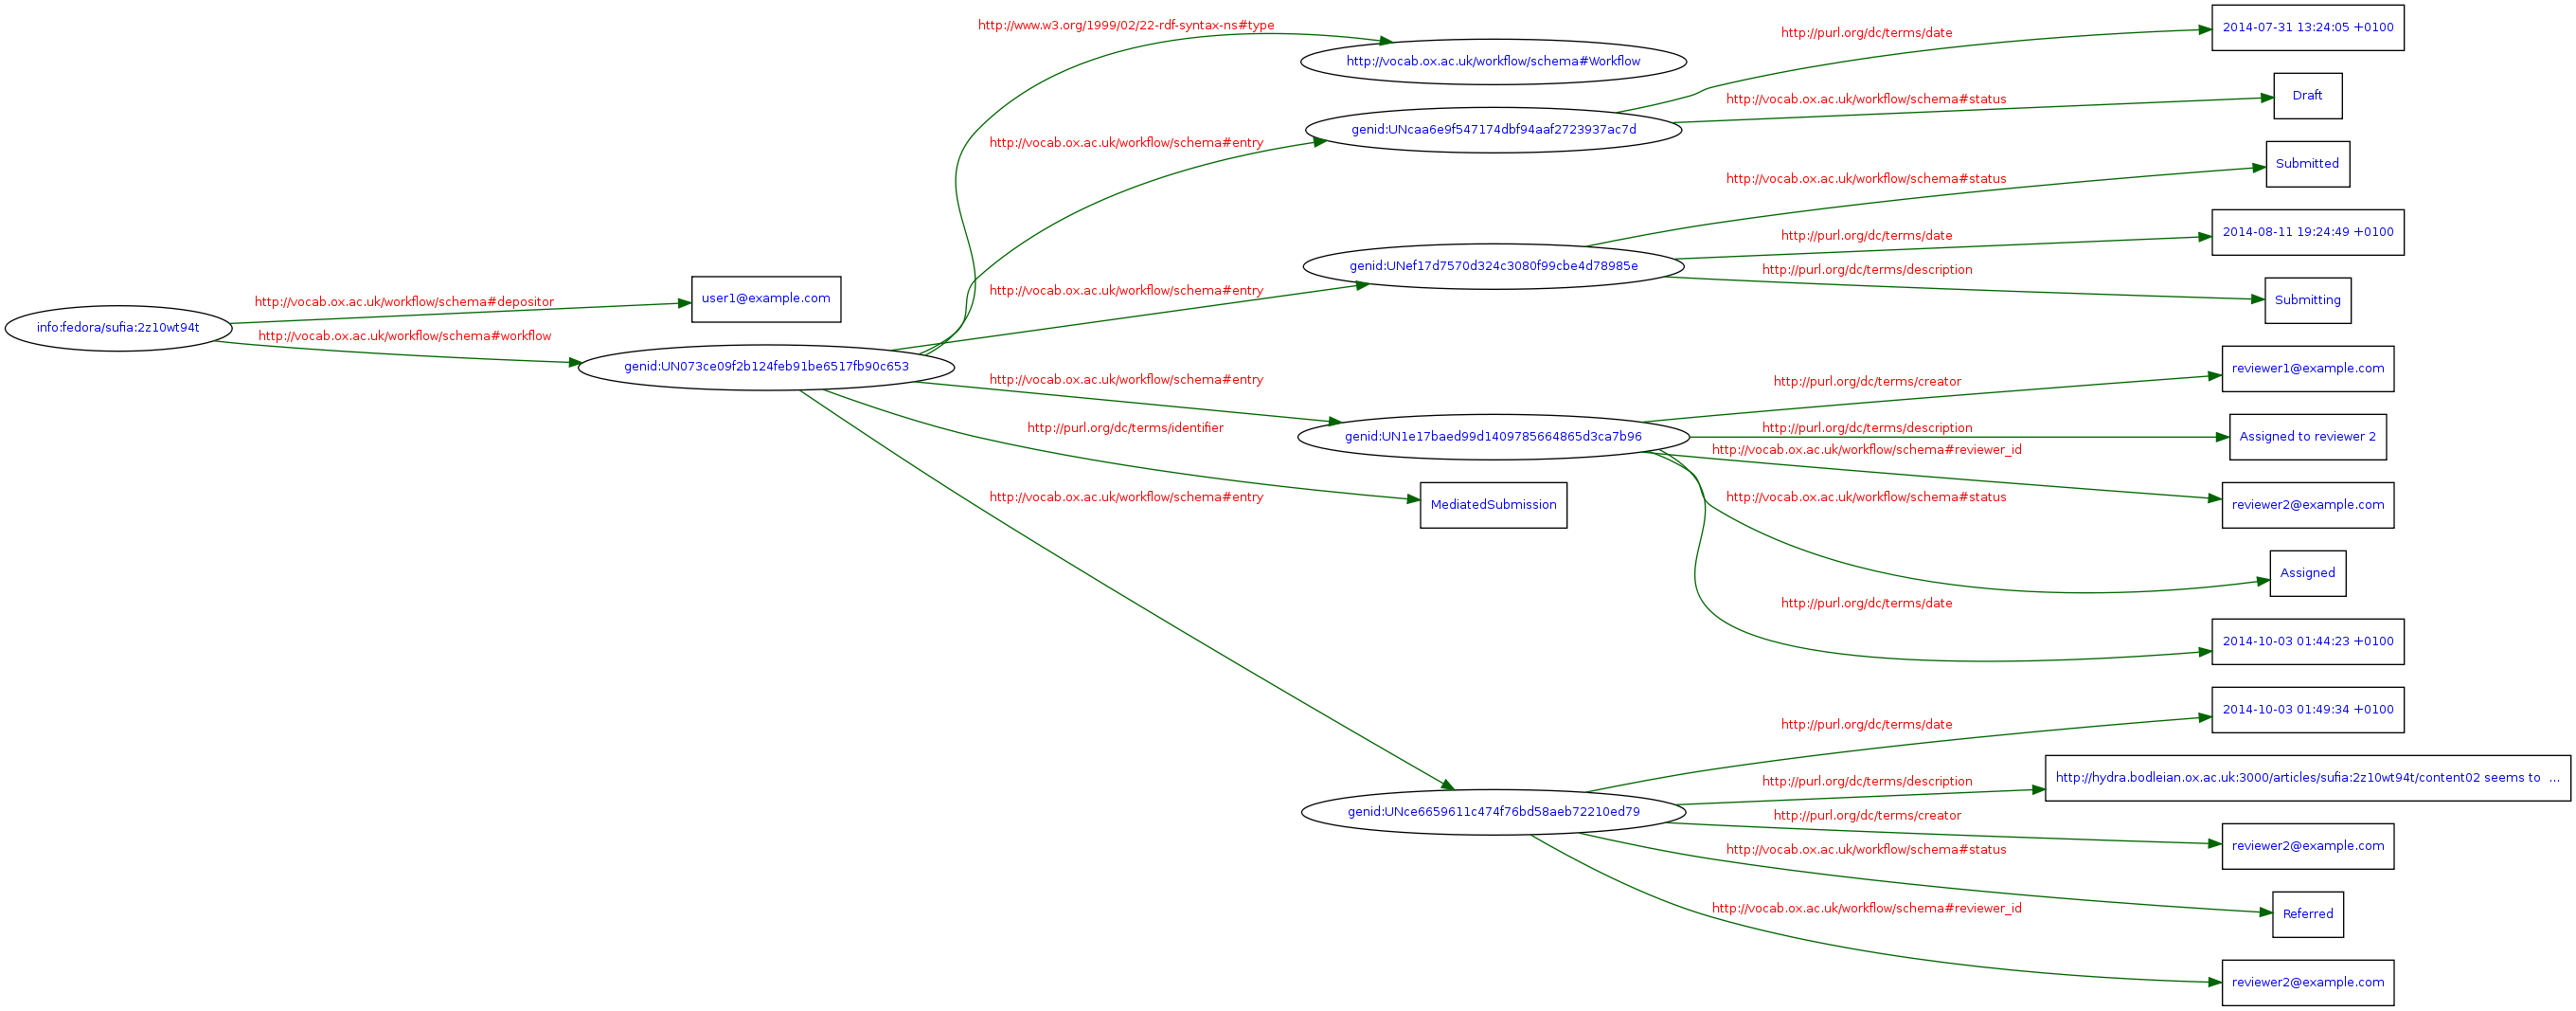 info:fedora/sufia:2z10wt94t
http://vocab.ox.ac.uk/workflow/schema#depositor
user1@example.com
http://vocab.ox.ac.uk/workflow/schema#workflow
genid:UN073ce09f2b124feb91be6517fb90c653
http://www.w3.org/1999/02/22-rdf-syntax-ns#type
http://vocab.ox.ac.uk/workflow/schema#Workflow
http://vocab.ox.ac.uk/workflow/schema#entry
genid:UNcaa6e9f547174dbf94aaf2723937ac7d
http://purl.org/dc/terms/date
2014-07-31 13:24:05 +0100
http://vocab.ox.ac.uk/workflow/schema#status
Draft
http://vocab.ox.ac.uk/workflow/schema#entry
genid:UNef17d7570d324c3080f99cbe4d78985e
http://vocab.ox.ac.uk/workflow/schema#status
Submitted
http://purl.org/dc/terms/date
2014-08-11 19:24:49 +0100
http://purl.org/dc/terms/description
Submitting
http://vocab.ox.ac.uk/workflow/schema#entry
genid:UN1e17baed99d1409785664865d3ca7b96
http://purl.org/dc/terms/creator
reviewer1@example.com
http://purl.org/dc/terms/description
Assigned to reviewer 2
http://vocab.ox.ac.uk/workflow/schema#reviewer_id
reviewer2@example.com
http://vocab.ox.ac.uk/workflow/schema#status
Assigned
http://purl.org/dc/terms/date
2014-10-03 01:44:23 +0100
http://purl.org/dc/terms/identifier
MediatedSubmission
http://vocab.ox.ac.uk/workflow/schema#entry
genid:UNce6659611c474f76bd58aeb72210ed79
http://purl.org/dc/terms/date
2014-10-03 01:49:34 +0100
http://purl.org/dc/terms/description
http://hydra.bodleian.ox.ac.uk:3000/articles/sufia:2z10wt94t/content02 seems to ...
http://purl.org/dc/terms/creator
reviewer2@example.com
http://vocab.ox.ac.uk/workflow/schema#status
Referred
http://vocab.ox.ac.uk/workflow/schema#reviewer_id
reviewer2@example.com